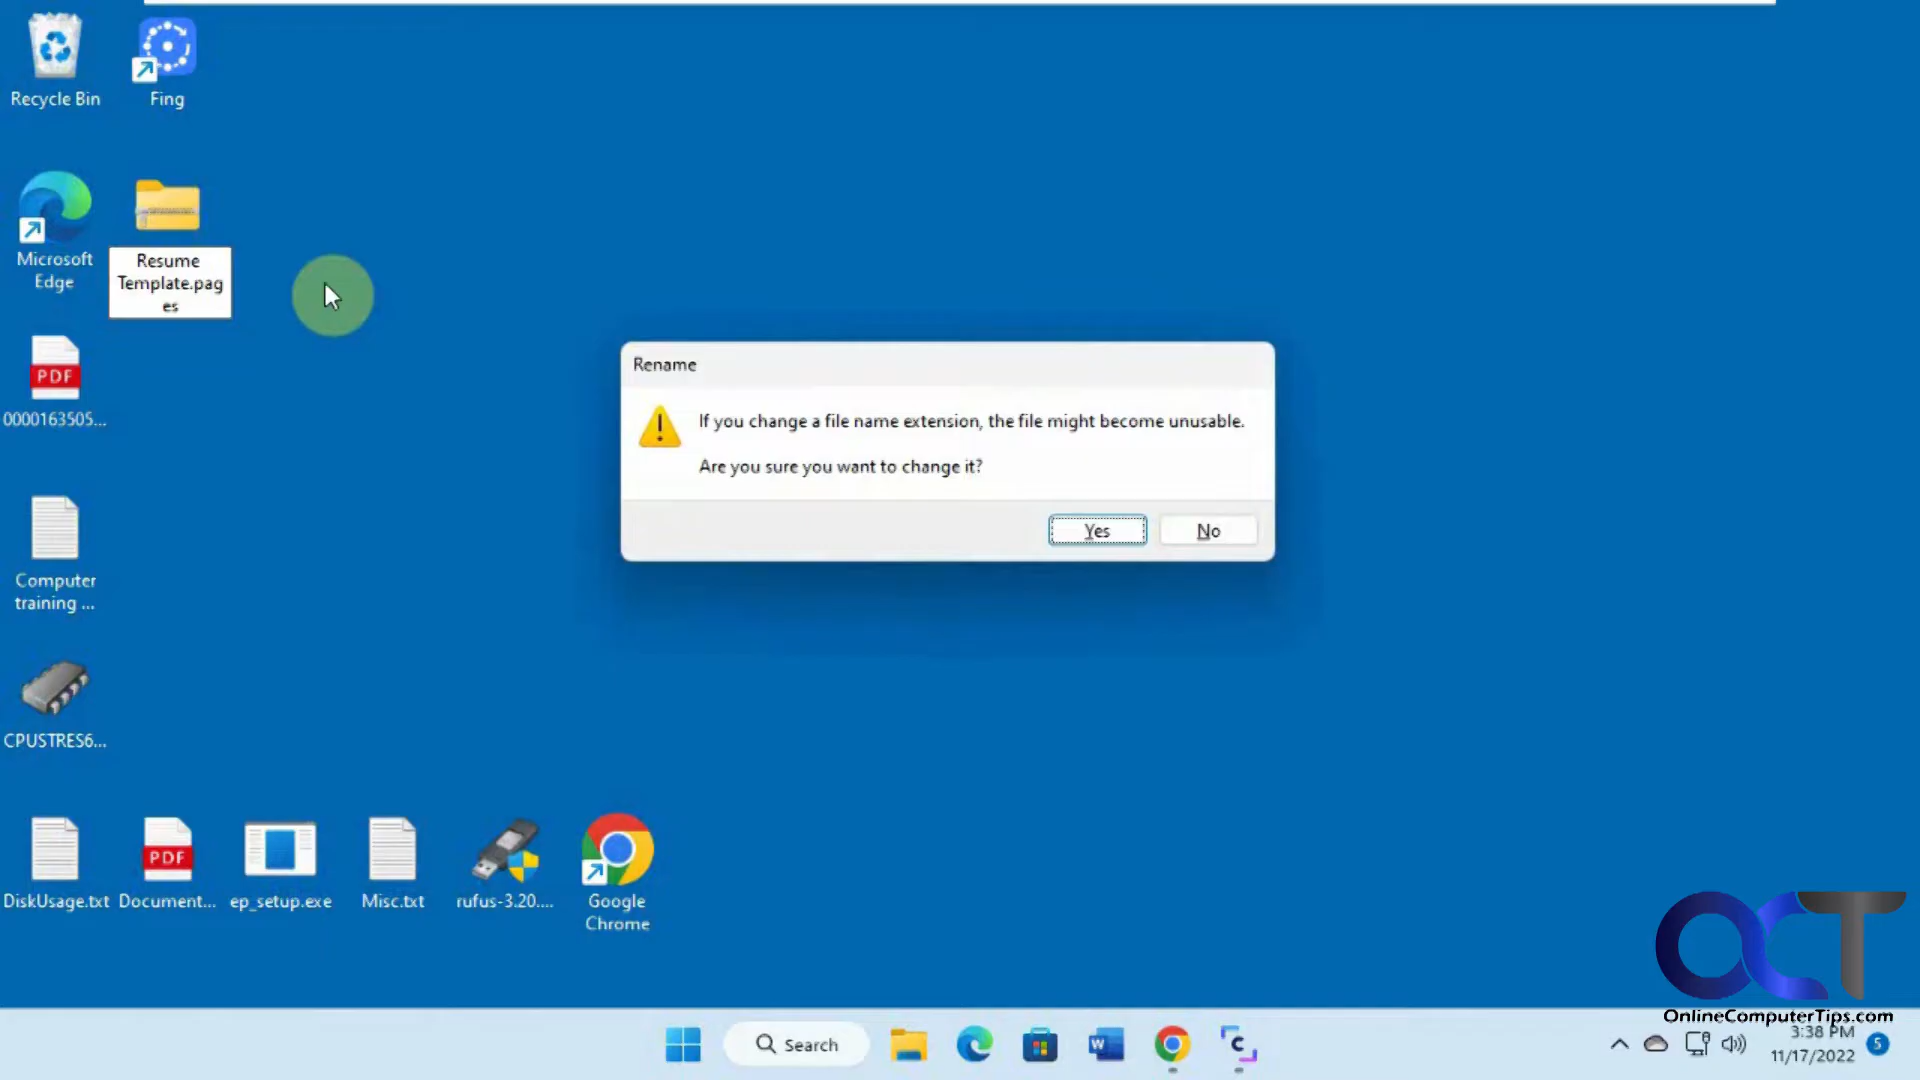 Recycle Bin
Fing
Microsoft
Edge
Resume
Template.pag
es
PDF
0000163505...
Computer
training ...
CPUSTRES6...
Rename
If you change a file name extension, the file might become unusable.
Are you sure you want to change it?
Yes
No
DiskUsage.txt
PDF
Document...
ep_setup.exe
Misc.txt
rufus-3.20....
Google
Chrome
OCT
OnlineComputerTips.com
Search
W
C
3:38 PM
11/17/2022
5